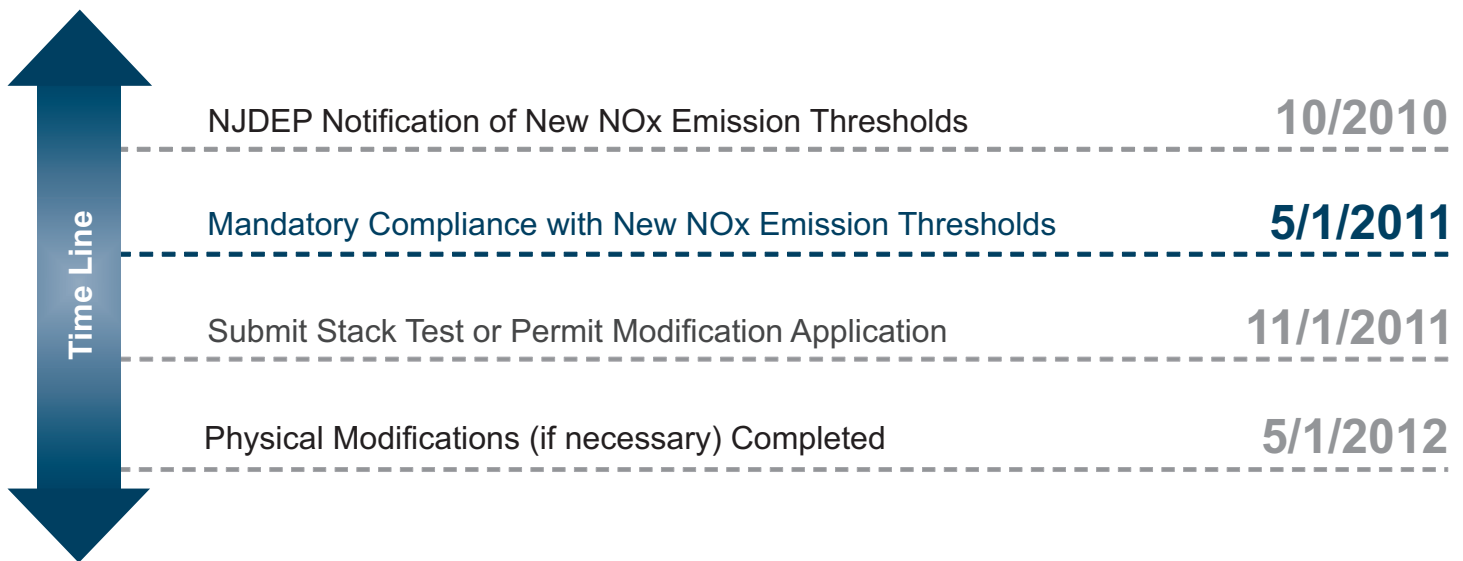 Time Line
NJDEP Notification of New NOx Emission Thresholds 10/2010
Mandatory Compliance with New NOx Emission Thresholds 5/1/2011
Submit Stack Test or Permit Modification Application 11/1/2011
Physical Modifications (if necessary) Completed 5/1/2012